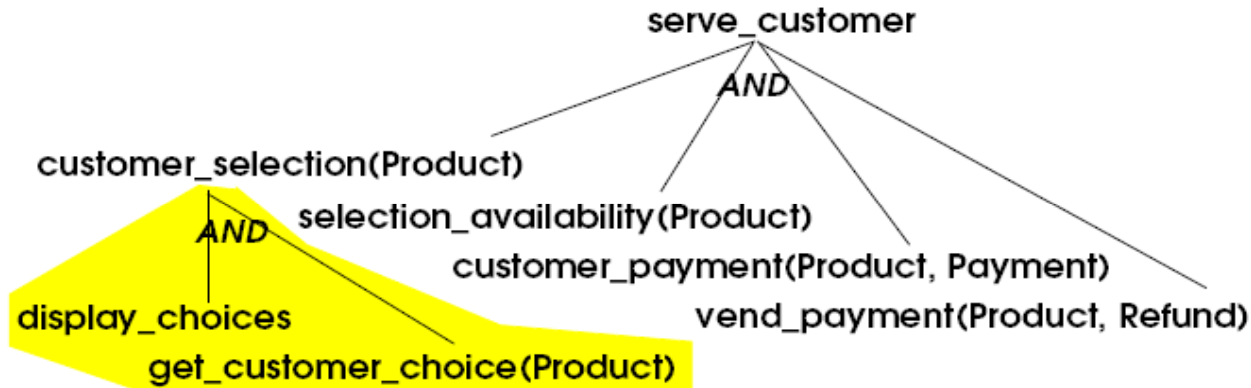 serve_customer
AND
customer_selection(Product)
selection_availability(Product)
AND
customer_payment(Product, Payment)
display_choices
vend_payment(Product, Refund)
get_customer_choice(Product)